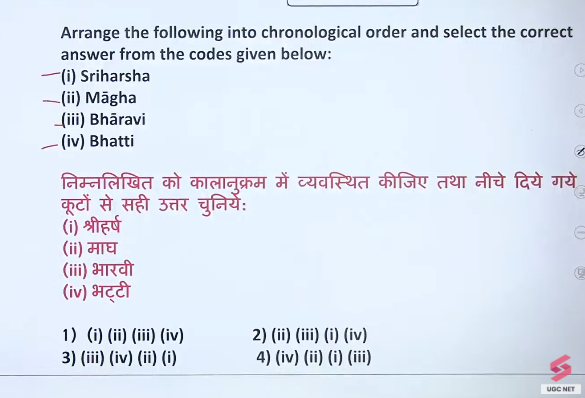 Arrange the following into chronological order and select the correct
answer from the codes given below:
(i) Sriharsha
(ii) Māgha
(iii) Bhāravi
(iv) Bhatti
निम्नलिखित को कालानुक्रम में व्यवस्थित कीजिए तथा नीचे दिये गये
कूटों से सही उत्तर चुनिये:
(i) श्रीहर्ष
(ii) माघ
(iii) भारवी
(iv) भट्टी
1) (i) (ii) (iii) (iv) 2) (ii) (iii) (i) (iv)
3) (iii) (iv) (ii) (i) 4) (iv) (ii) (i) (iii)
UGC NET